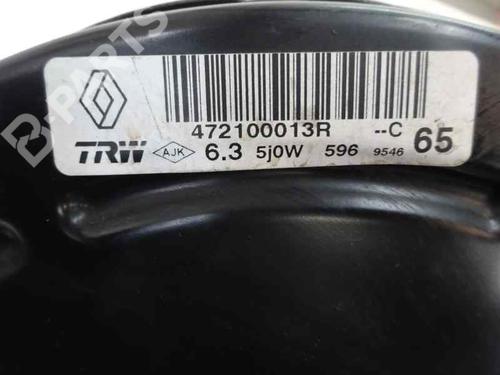 B-PARTS
472100013R --C 65
TRW AJK 6.3 5j0W 596 9546